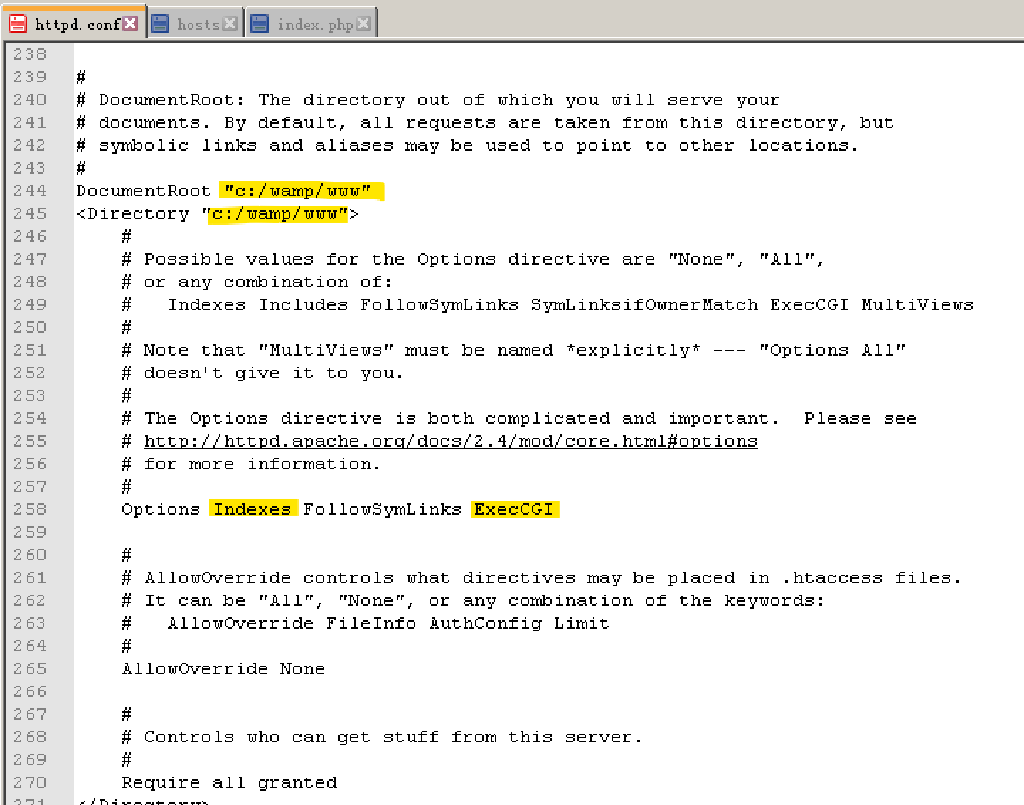 httpd.conf hosts index.php
238
239 #
240 # DocumentRoot: The directory out of which you will serve your
241 # documents. By default, all requests are taken from this directory, but
242 # symbolic links and aliases may be used to point to other locations.
243 #
244 DocumentRoot "c:/wamp/www"
245 <Directory "c:/wamp/www">
246 #
247 # Possible values for the Options directive are "None", "All",
248 # or any combination of:
249 # Indexes Includes FollowSymLinks SymLinksifOwnerMatch ExecCGI MultiViews
250 #
251 # Note that "MultiViews" must be named *explicitly* --- "Options All"
252 # doesn't give it to you.
253 #
254 # The Options directive is both complicated and important. Please see
255 # http://httpd.apache.org/docs/2.4/mod/core.html#options
256 # for more information.
257 #
258 Options Indexes FollowSymLinks ExecCGI
259
260 #
261 # AllowOverride controls what directives may be placed in .htaccess files.
262 # It can be "All", "None", or any combination of the keywords:
263 # AllowOverride FileInfo AuthConfig Limit
264 #
265 AllowOverride None
266
267 #
268 # Controls who can get stuff from this server.
269 #
270 Require all granted
271 </Directory>